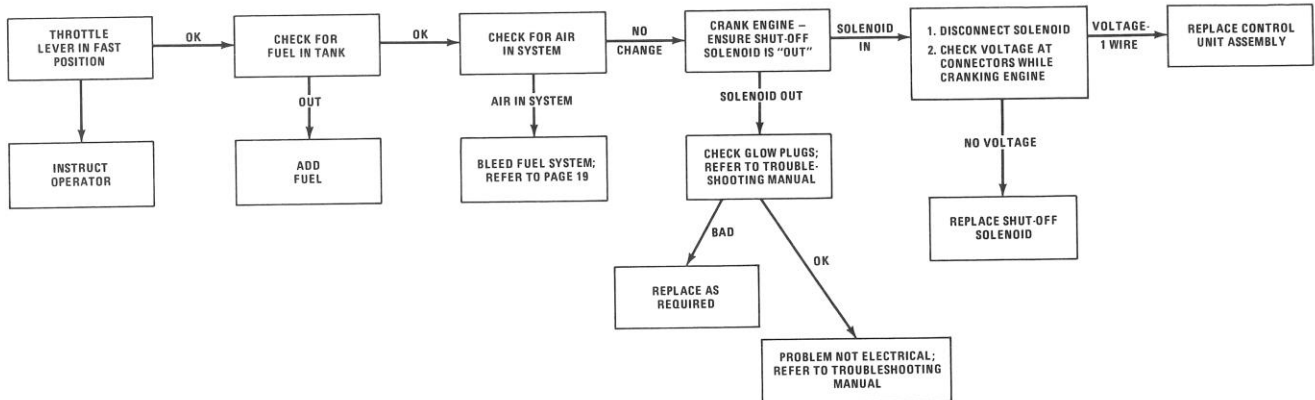 THROTTLE
LEVER IN FAST
POSITION
OK
CHECK FOR
FUEL IN TANK
OK
CHECK FOR AIR
IN SYSTEM
NO
CHANGE
CRANK ENGINE –
ENSURE SHUT-OFF
SOLENOID IS "OUT"
SOLENOID
IN
1. DISCONNECT SOLENOID
2. CHECK VOLTAGE AT
CONNECTORS WHILE
CRANKING ENGINE
VOLTAGE-
1 WIRE
REPLACE CONTROL
UNIT ASSEMBLY
OUT
AIR IN SYSTEM
SOLENOID OUT
NO VOLTAGE
INSTRUCT
OPERATOR
ADD
FUEL
BLEED FUEL SYSTEM;
REFER TO PAGE 19
CHECK GLOW PLUGS;
REFER TO TROUBLE-
SHOOTING MANUAL
REPLACE SHUT-OFF
SOLENOID
BAD
OK
REPLACE AS
REQUIRED
PROBLEM NOT ELECTRICAL;
REFER TO TROUBLESHOOTING
MANUAL